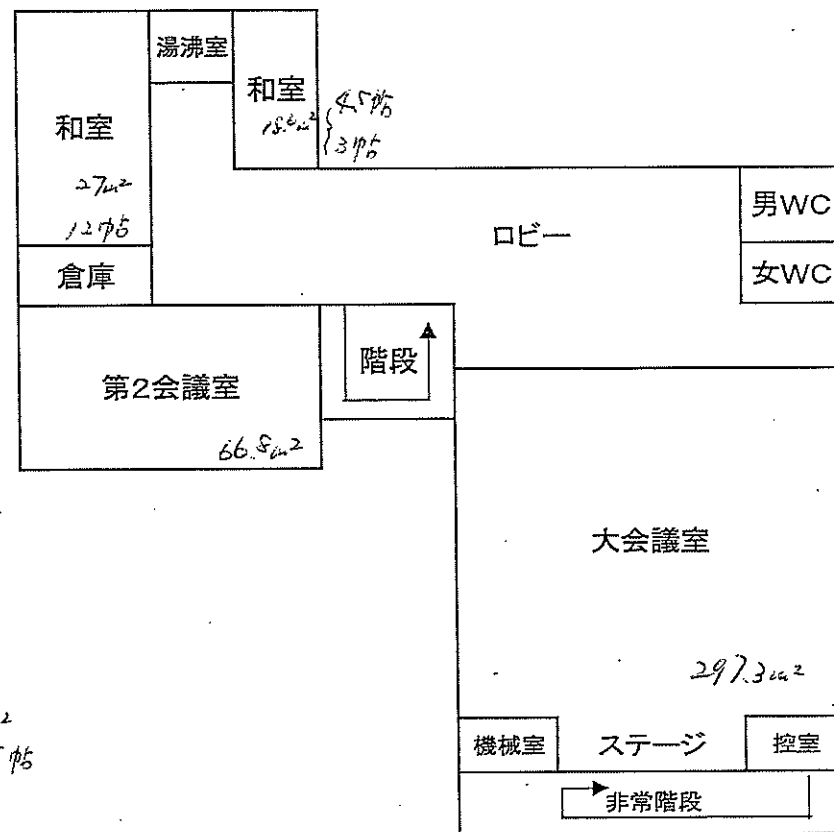 湯沸室
和室
18.6m²
4.5帖
3帖
和室
27m²
12帖
男WC
ロビー
女WC
倉庫
階段
第2会議室
66.8m²
大会議室
297.3m²
機械室
ステージ
控室
非常階段
帖